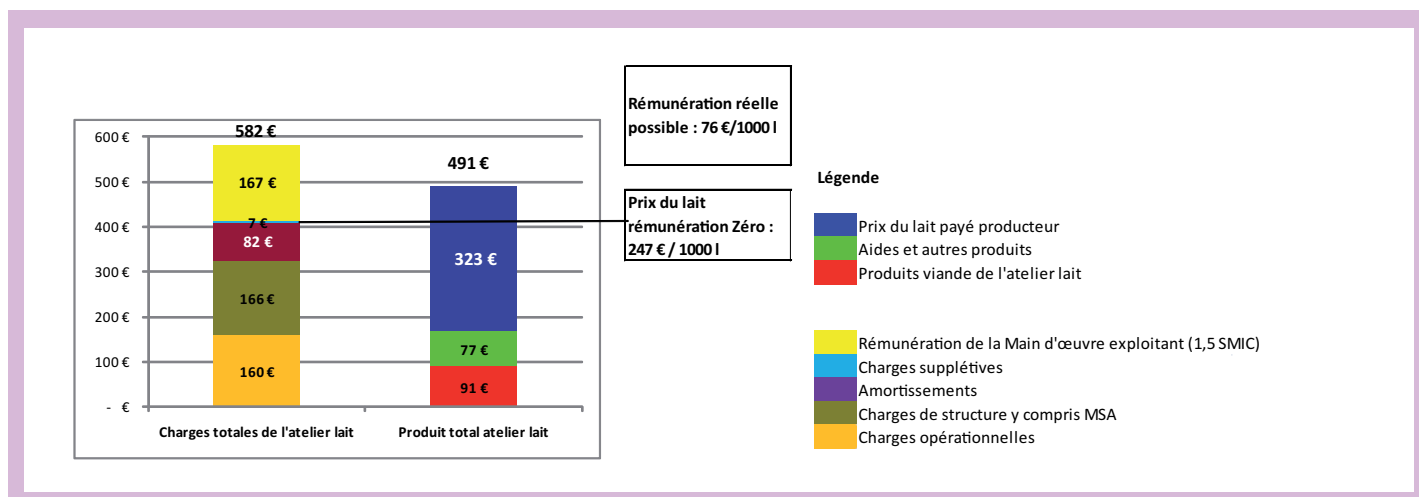 Rémunération réelle
possible : 76 €/1000 l
Prix du lait
rémunération Zéro :
247 € / 1000 l
600 €
500 €
400 €
300 €
200 €
100 €
- €
582 €
167 €
7 €
82 €
166 €
160 €
491 €
323 €
77 €
91 €
Charges totales de l'atelier lait
Produit total atelier lait
Légende
Prix du lait payé producteur
Aides et autres produits
Produits viande de l'atelier lait
Rémunération de la Main d'œuvre exploitant (1,5 SMIC)
Charges supplétives
Amortissements
Charges de structure y compris MSA
Charges opérationnelles